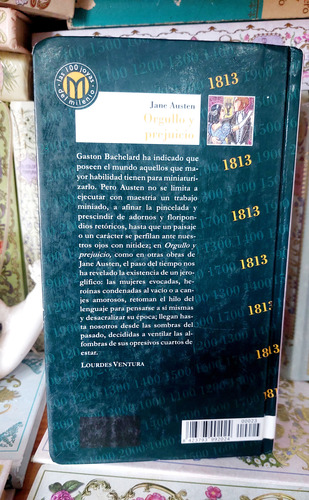 las 100 joyas
del milenio
1813
Jane Austen
Orgullo y
prejuicio
1813
1813
1813
1813
1813
1813
Gaston Bachelard ha indicado que
poseen el mundo aquellos que ma-
yor habilidad tienen para miniaturi-
zarlo. Pero Austen no se limita a
ejecutar con maestría un trabajo
miniado, a afinar la pincelada y
prescindir de adornos y floripon-
dios retóricos, hasta que un paisaje
o un carácter se perfilan ante nues-
tros ojos con nitidez; en Orgullo y
prejuicio, como en otras obras de
Jane Austen, el paso del tiempo nos
ha revelado la existencia de un jero-
glífico: las mujeres evocadas, he-
roínas condenadas al vacío o a can-
jes amorosos, retoman el hilo del
lenguaje para pensarse a sí mismas
y desacralizar su época; llegan has-
ta nosotros desde las sombras del
pasado, decididas a ventilar las al-
fombras de sus opresivos cuartos de
estar.
Lourdes Ventura
00023